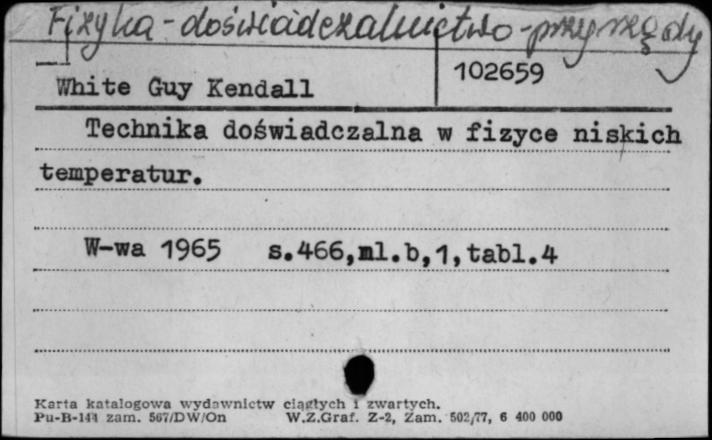 Fizyka - doświadczalnictwo - przyrządy
102659
White Guy Kendall
Technika doświadczalna w fizyce niskich
temperatur.
W-wa 1965 s.466,nl.b,1,tabl.4
Karta katalogowa wydawnictw ciągłych i zwartych.
Pu-B-144 zam. 567/DW/On W.Z.Graf. Z-2, Zam. 502/77, 6 400 000